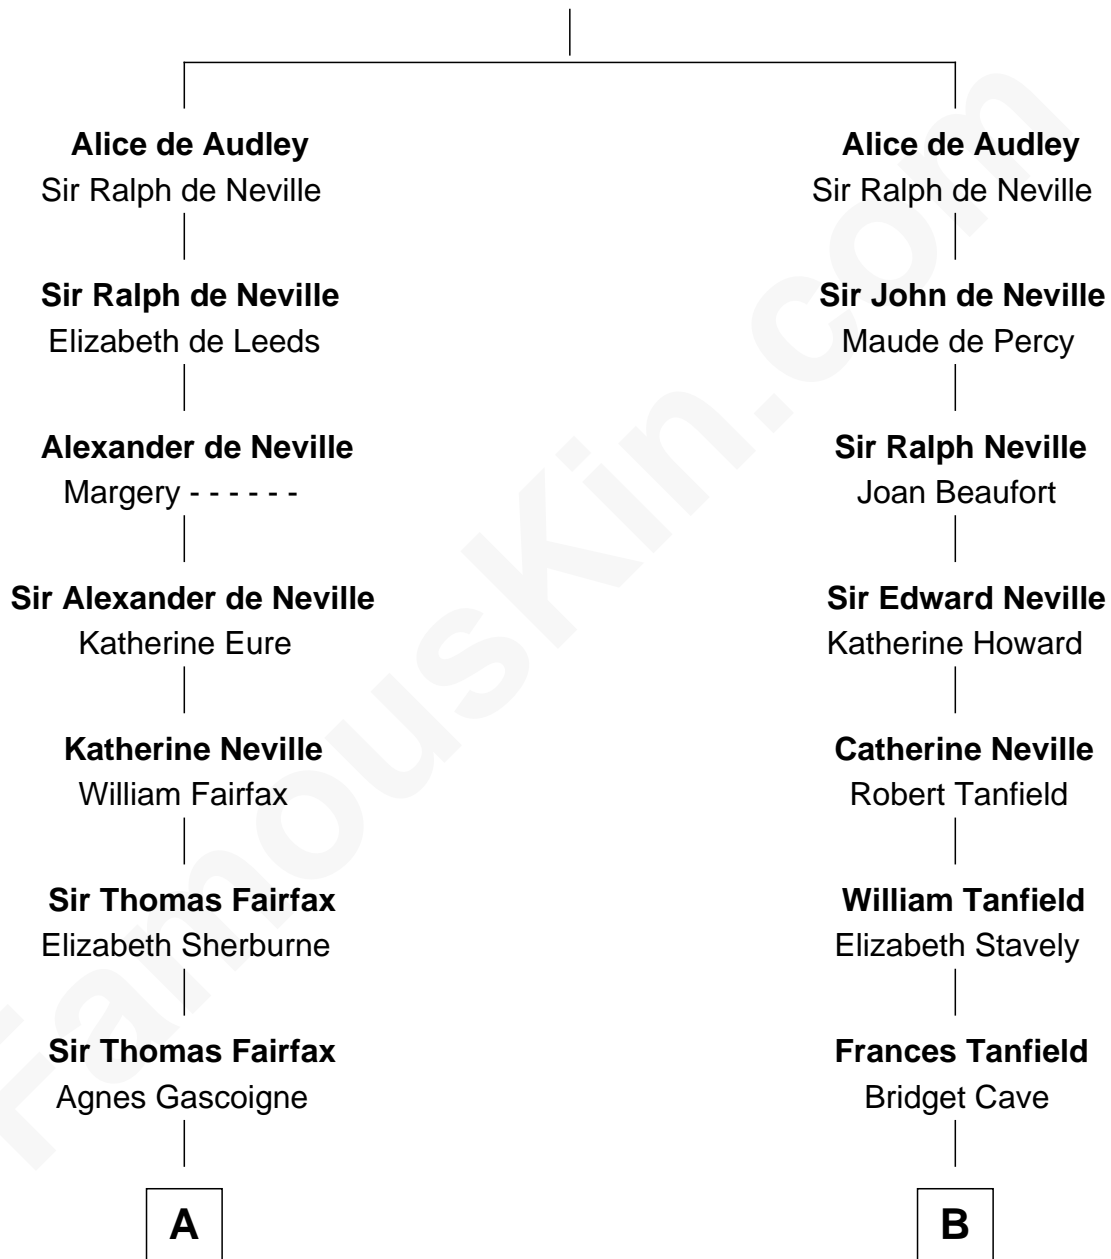 Alice de Audley
Sir Ralph de Neville
Sir Ralph de Neville
Elizabeth de Leeds
Alexander de Neville
Margery - - - - - -
Sir Alexander de Neville
Katherine Eure
Katherine Neville
William Fairfax
Sir Thomas Fairfax
Elizabeth Sherburne
Sir Thomas Fairfax
Agnes Gascoigne
A
Alice de Audley
Sir Ralph de Neville
Sir John de Neville
Maude de Percy
Sir Ralph Neville
Joan Beaufort
Sir Edward Neville
Katherine Howard
Catherine Neville
Robert Tanfield
William Tanfield
Elizabeth Stavely
Frances Tanfield
Bridget Cave
B
FamousKin.com